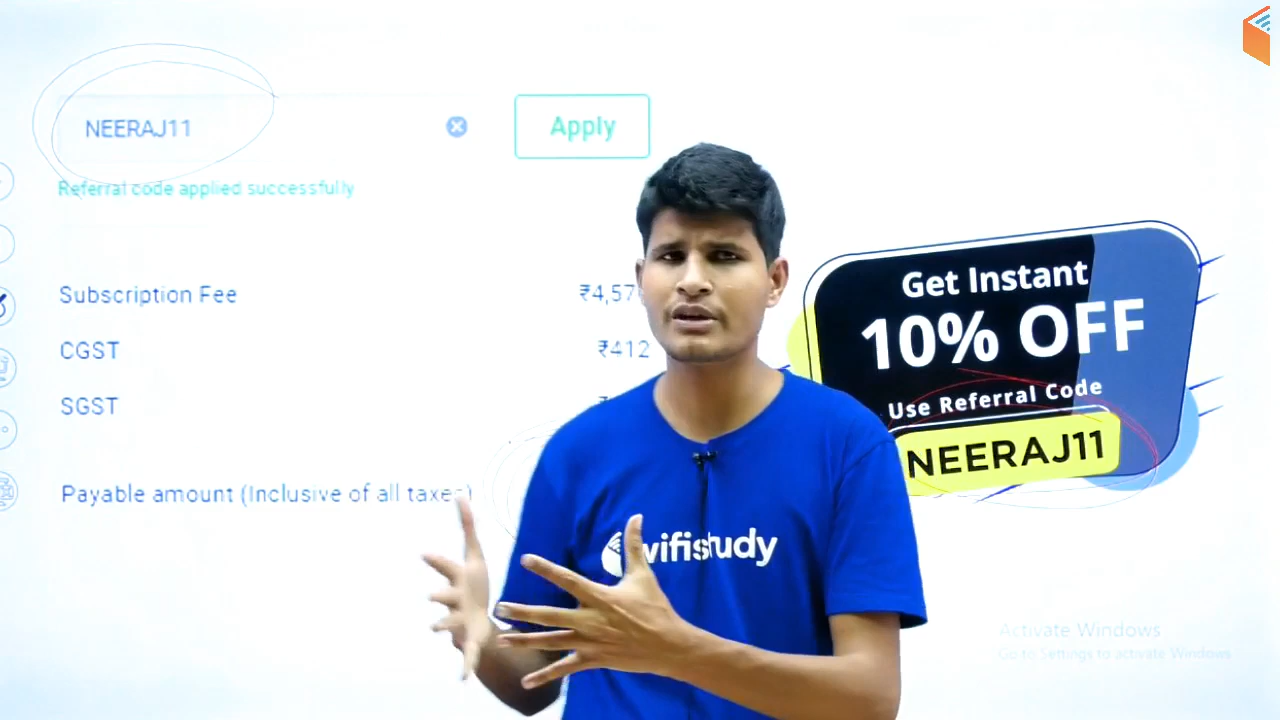 NEERAJ11
Apply
Referral code applied successfully
Subscription Fee
CGST
₹412
SGST
Payable amount (Inclusive of all taxes)
Get Instant
10% OFF
Use Referral Code
NEERAJ11
wifistudy
Activate Windows
Go to Settings to activate Windows.